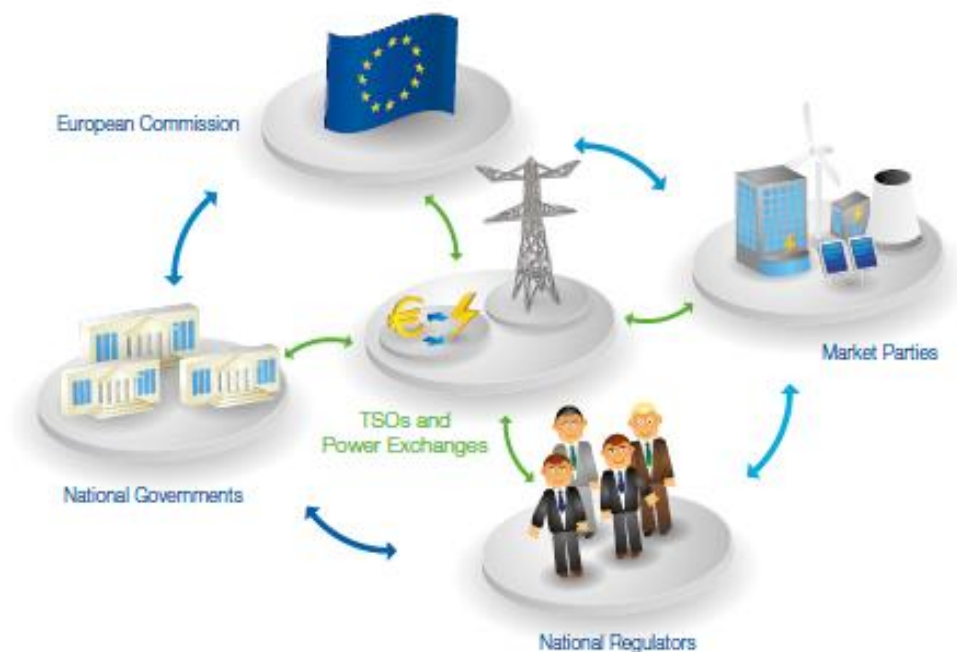 European Commission
Market Parties
TSOs and
Power Exchanges
National Governments
National Regulators